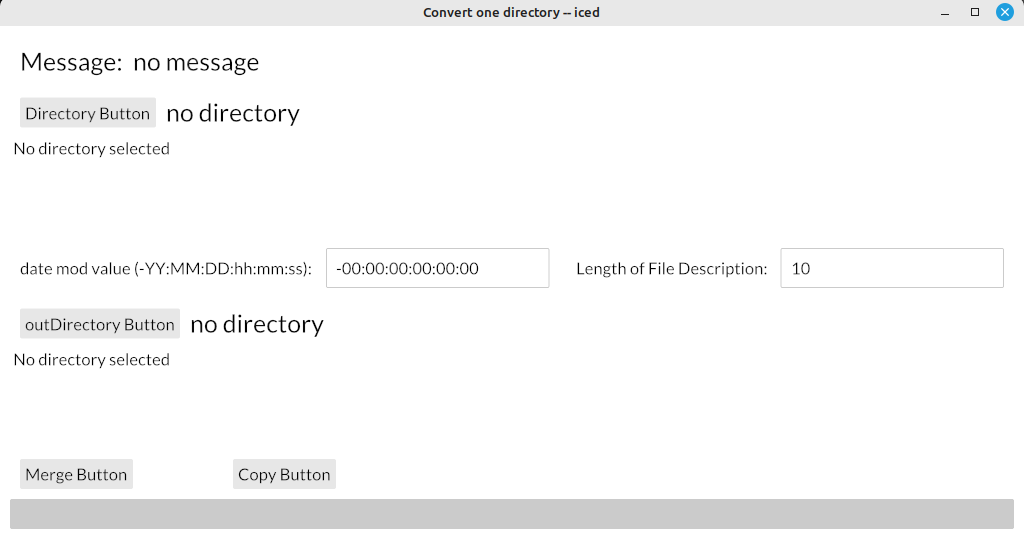 Convert one directory -- iced
Message: no message
Directory Button no directory
No directory selected
date mod value (-YY:MM:DD:hh:mm:ss): -00:00:00:00:00:00 Length of File Description: 10
outDirectory Button no directory
No directory selected
Merge Button Copy Button